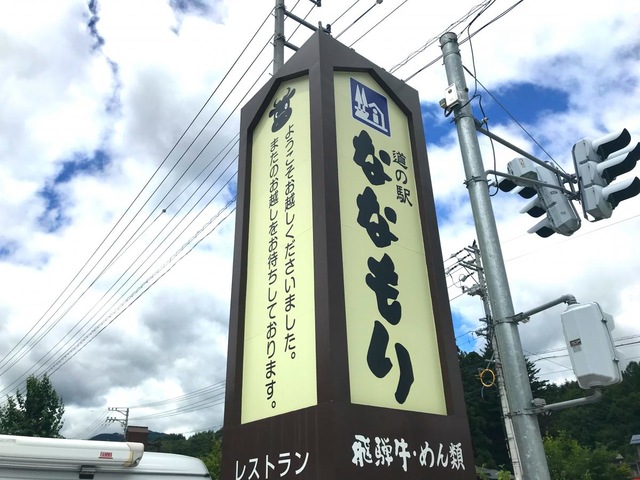 道の駅
ななもり
ようこそお越しくださいました。
またのお越しをお待ちしております。
レストラン
飛騨牛・めん類